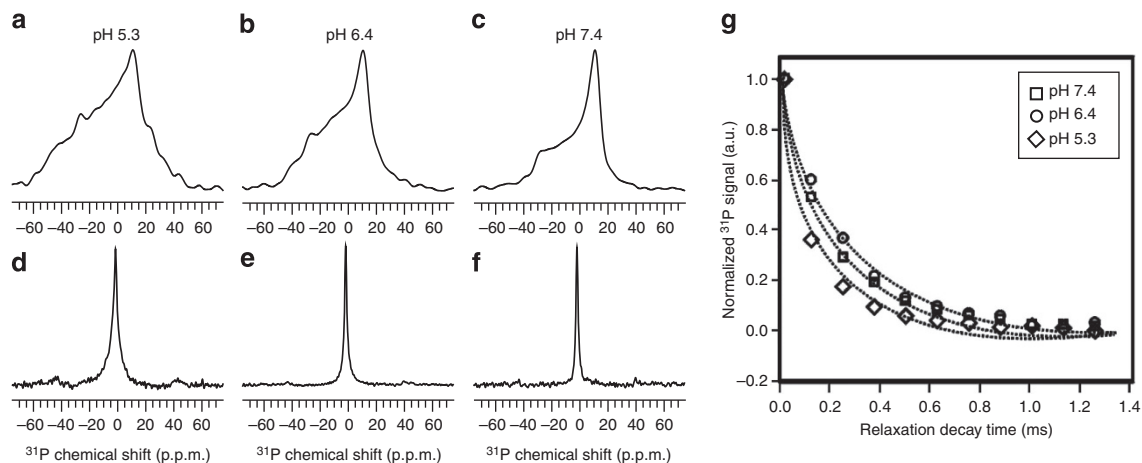 a
pH 5.3
−60 −40 −20 0 20 40 60
b
pH 6.4
−60 −40 −20 0 20 40 60
c
pH 7.4
−60 −40 −20 0 20 40 60
d
−60 −40 −20 0 20 40 60
³¹P chemical shift (p.p.m.)
e
−60 −40 −20 0 20 40 60
³¹P chemical shift (p.p.m.)
f
−60 −40 −20 0 20 40 60
³¹P chemical shift (p.p.m.)
g
Normalized ³¹P signal (a.u.)
1.0
0.8
0.6
0.4
0.2
0.0
−0.2
pH 7.4
pH 6.4
pH 5.3
0.0 0.2 0.4 0.6 0.8 1.0 1.2 1.4
Relaxation decay time (ms)